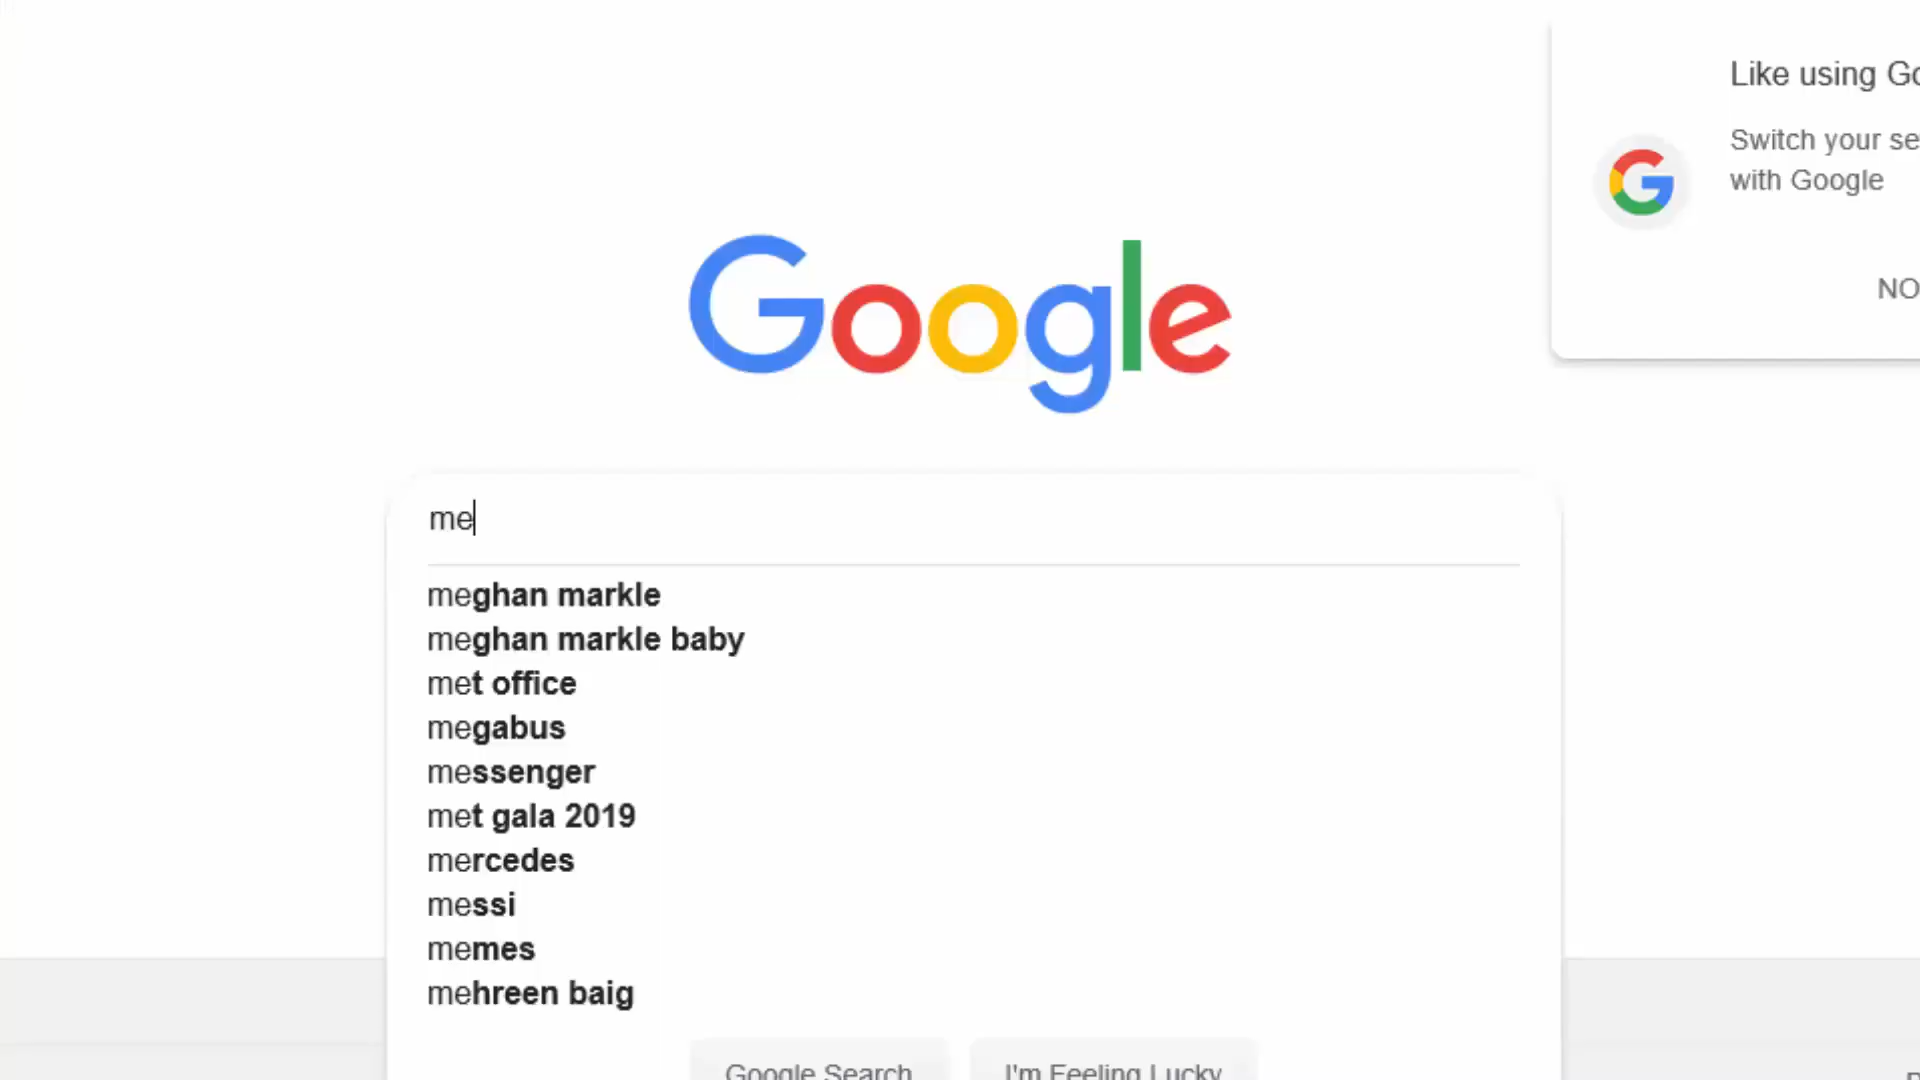 Like using Go
Switch your se
with Google
NO
Google
me
meghan markle
meghan markle baby
met office
megabus
messenger
met gala 2019
mercedes
messi
memes
mehreen baig
Google Search
I'm Feeling Lucky